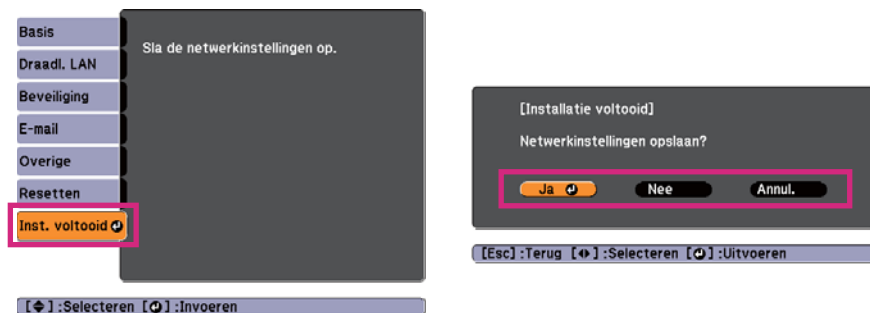 Basis
Draadl. LAN
Beveiliging
E-mail
Overige
Resetten
Inst. voltooid
Sla de netwerkinstellingen op.
[ ] :Selecteren [ ] :Invoeren
[Installatie voltooid]
Netwerkinstellingen opslaan?
Ja Nee Annul.
[Esc] :Terug [ ] :Selecteren [ ] :Uitvoeren